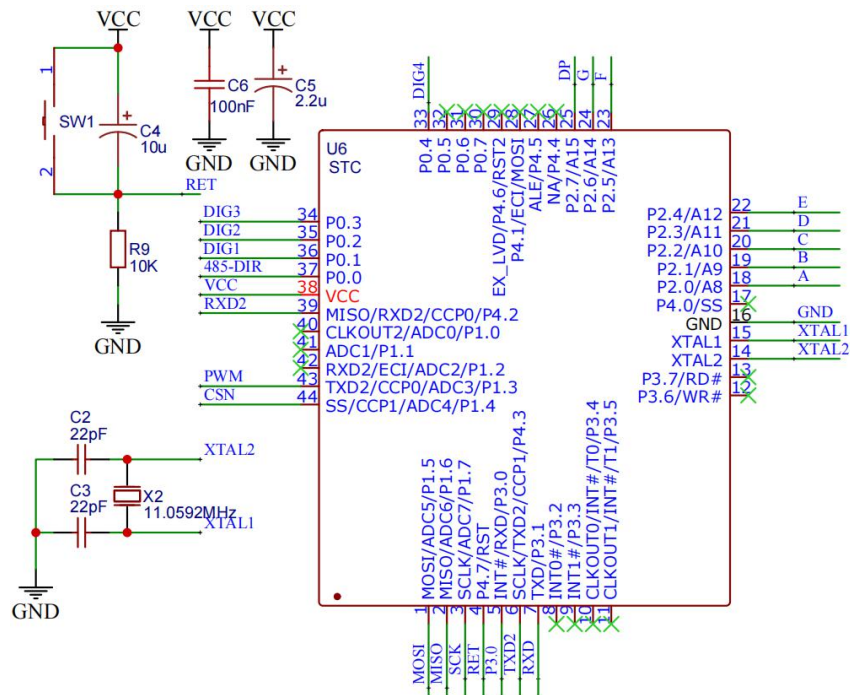 VCC
VCC
VCC
1
SW1
2
C4
10u
C6
100nF
C5
2.2u
GND
GND
RET
R9
10K
GND
U6
STC
DIG4
DP
G
F
33
32
31
30
29
28
27
26
25
24
23
P0.4
P0.5
P0.6
P0.7
EX_LVD/P4.6/RST2
P4.1/ECI/MOSI
ALE/P4.5
NA/P4.4
P2.7/A15
P2.6/A14
P2.5/A13
DIG3 34 P0.3
DIG2 35 P0.2
DIG1 36 P0.1
485-DIR 37 P0.0
VCC 38 VCC
RXD2 39 MISO/RXD2/CCP0/P4.2
40 CLKOUT2/ADC0/P1.0
41 ADC1/P1.1
42 RXD2/ECI/ADC2/P1.2
PWM 43 TXD2/CCP0/ADC3/P1.3
CSN 44 SS/CCP1/ADC4/P1.4
P2.4/A12 22 E
P2.3/A11 21 D
P2.2/A10 20 C
P2.1/A9 19 B
P2.0/A8 18 A
P4.0/SS 17
GND 16 GND
XTAL1 15 XTAL1
XTAL2 14 XTAL2
P3.7/RD# 13
P3.6/WR# 12
C2
22pF
XTAL2
C3
22pF
X2
11.0592MHz
XTAL1
GND
MOSI/ADC5/P1.5
MISO/ADC6/P1.6
SCLK/ADC7/P1.7
P4.7/RST
INT#/RXD/P3.0
SCLK/TXD2/CCP1/P4.3
TXD/P3.1
INT0#/P3.2
INT1#/P3.3
CLKOUT0/INT#/T0/P3.4
CLKOUT1/INT#/T1/P3.5
1
2
3
4
5
6
7
8
9
10
11
MOSI
MISO
SCK
RET
P3.0
TXD2
RXD